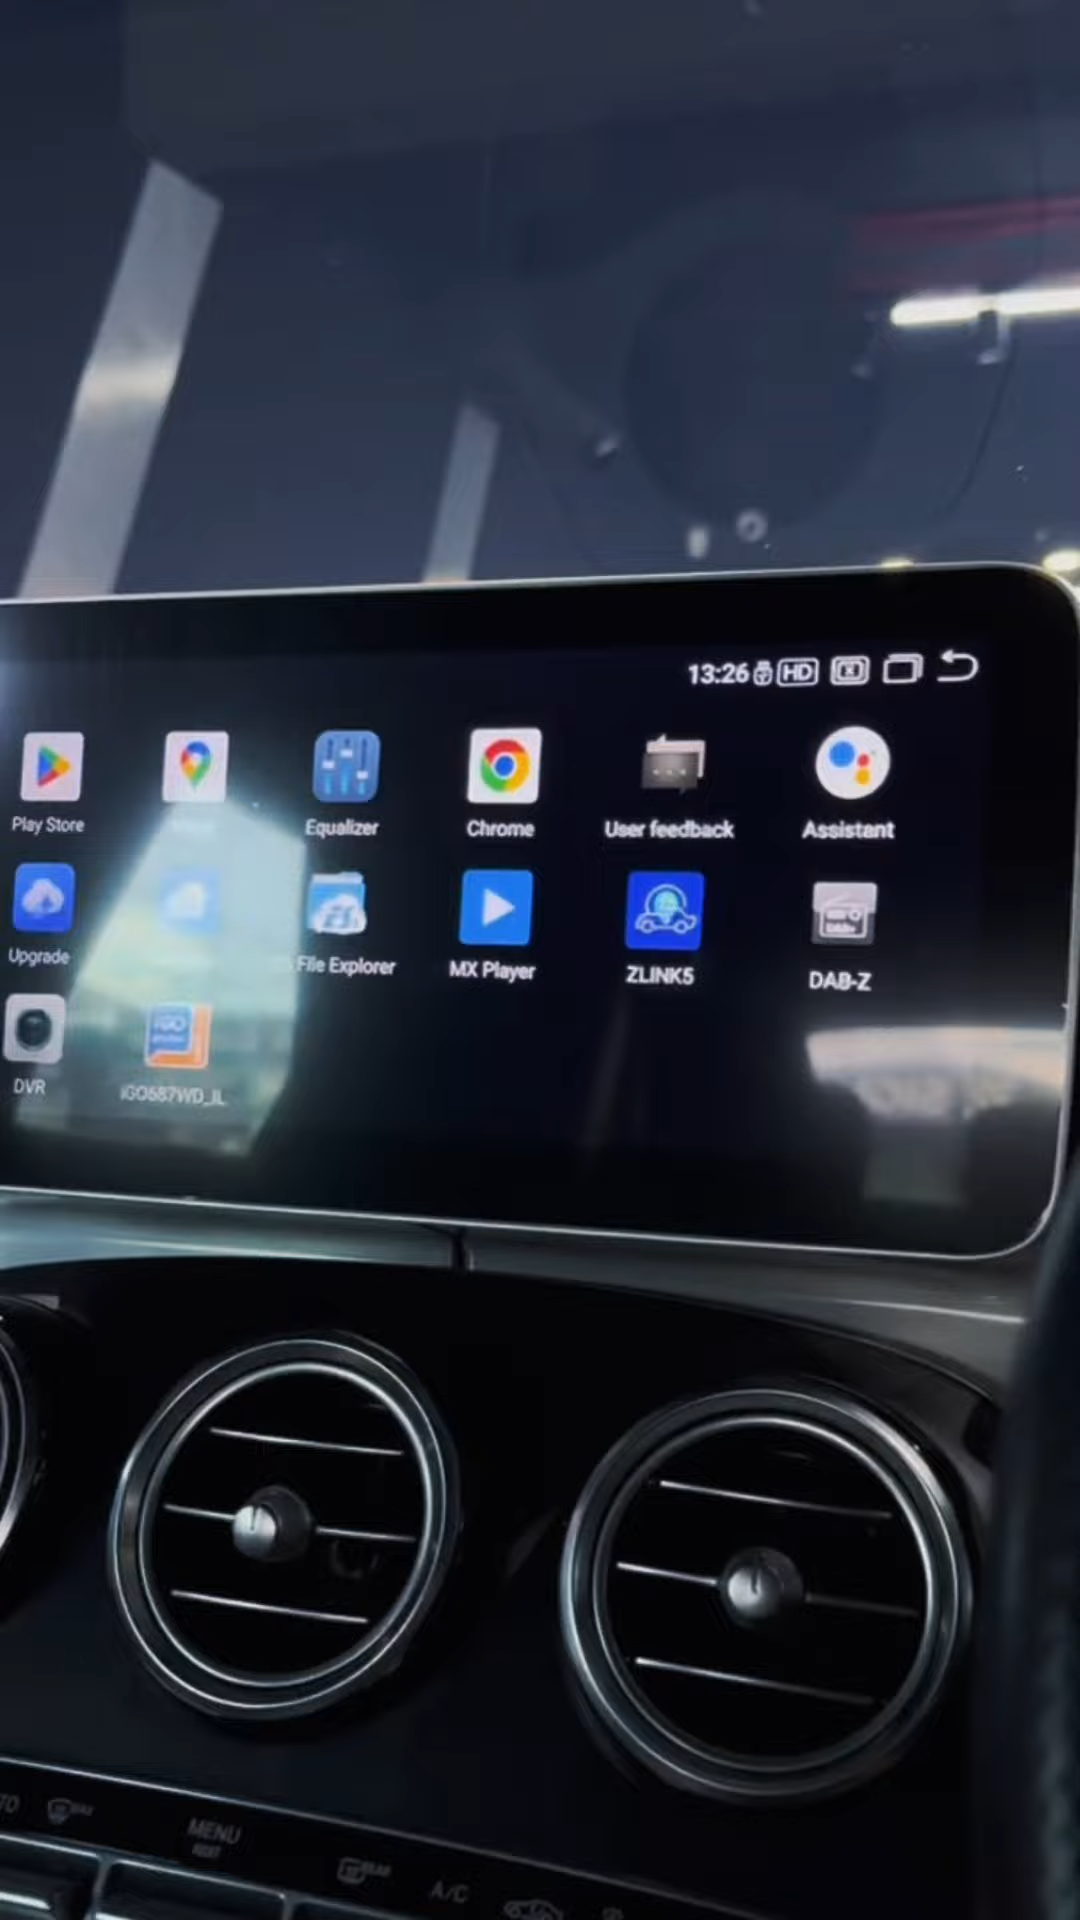 13:26 HD
Play Store
Equalizer
Chrome
User feedback
Assistant
Upgrade
File Explorer
MX Player
ZLINK5
DAB-Z
DVR
iGO687WD_IL
MENU
A/C